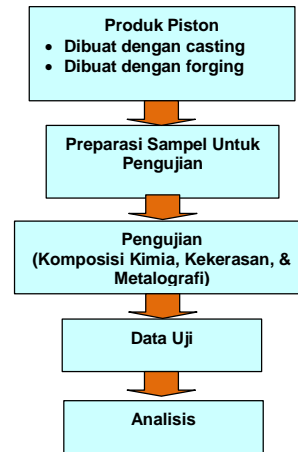 Produk Piston
• Dibuat dengan casting
• Dibuat dengan forging
Preparasi Sampel Untuk
Pengujian
Pengujian
(Komposisi Kimia, Kekerasan, &
Metalografi)
Data Uji
Analisis